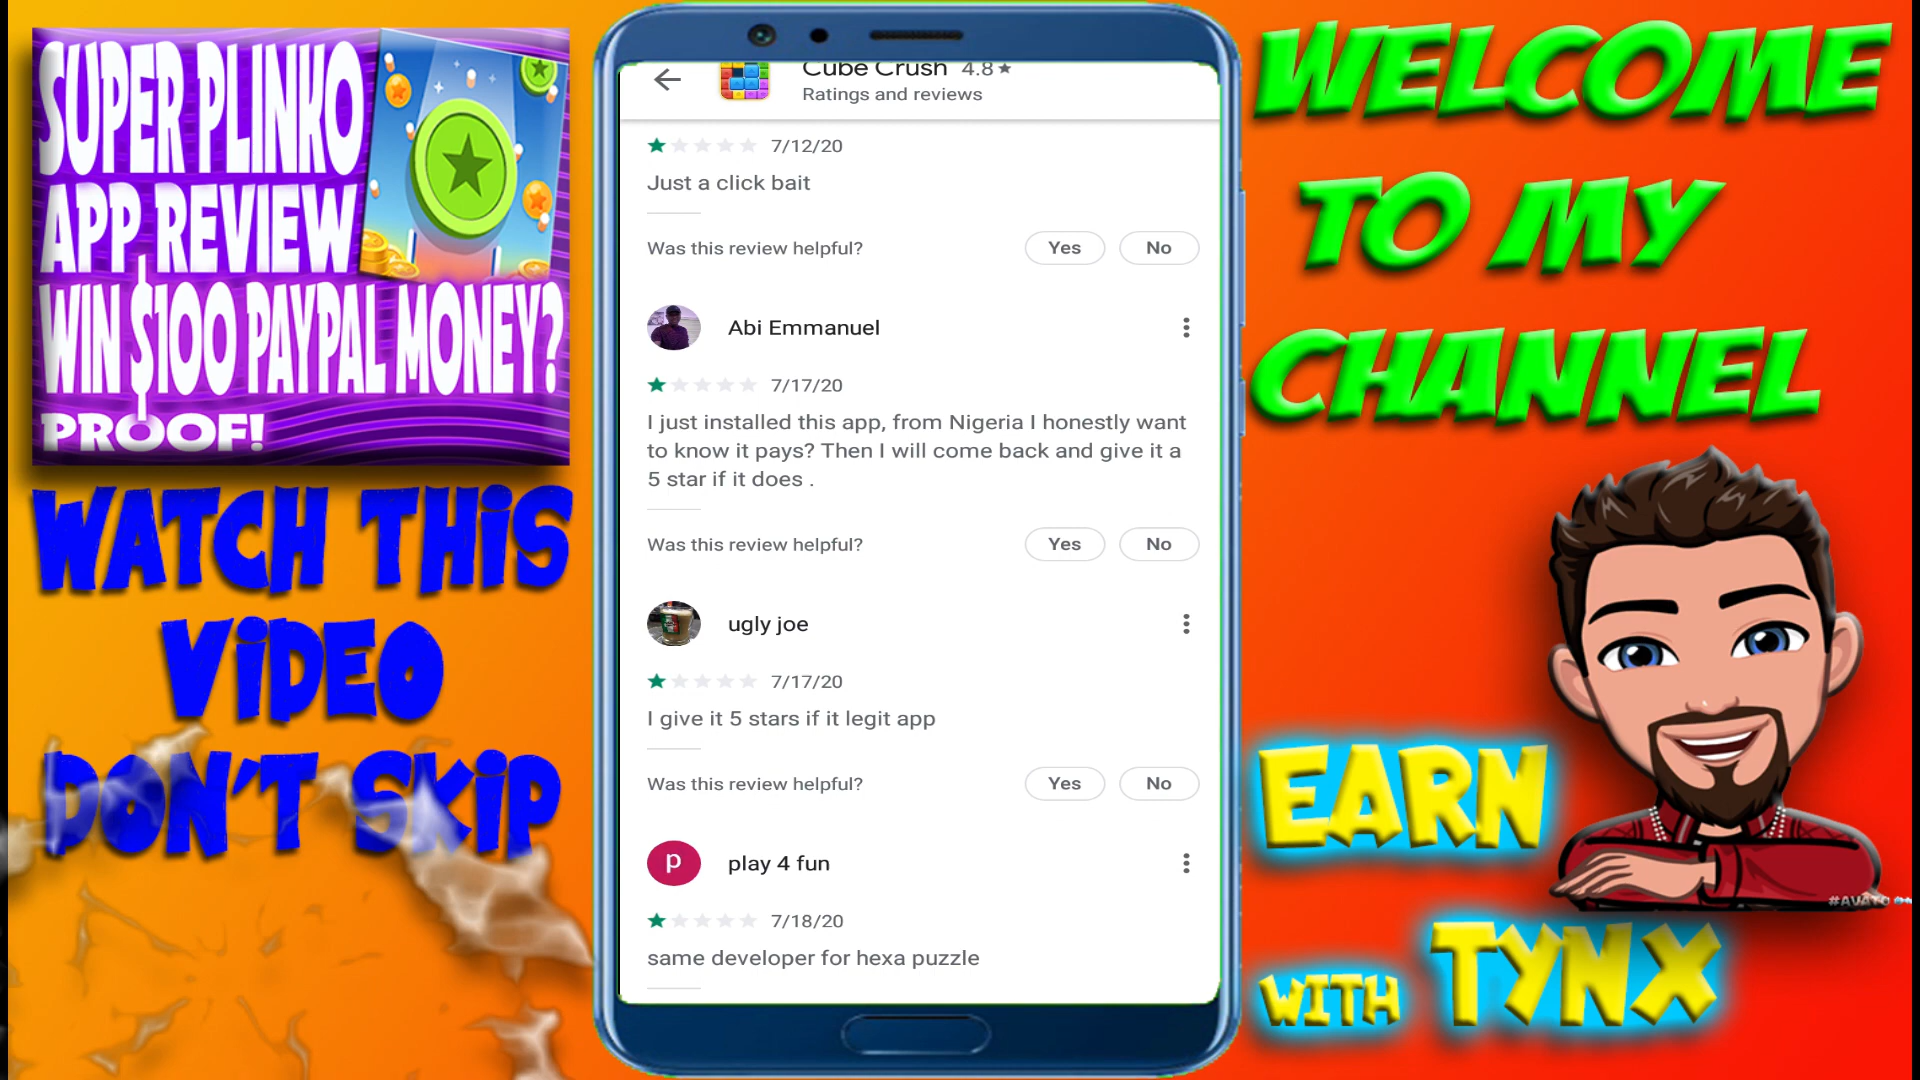 SUPER PLINKO
APP REVIEW
WIN $100 PAYPAL MONEY?
PROOF!
WATCH THIS
VIDEO
DON'T SKIP
Cube Crush 4.8★
Ratings and reviews
7/12/20
Just a click bait
Was this review helpful? Yes No
Abi Emmanuel
7/17/20
I just installed this app, from Nigeria I honestly want
to know it pays? Then I will come back and give it a
5 star if it does .
Was this review helpful? Yes No
ugly joe
7/17/20
I give it 5 stars if it legit app
Was this review helpful? Yes No
p play 4 fun
7/18/20
same developer for hexa puzzle
WELCOME
TO MY
CHANNEL
EARN
WITH TYNX